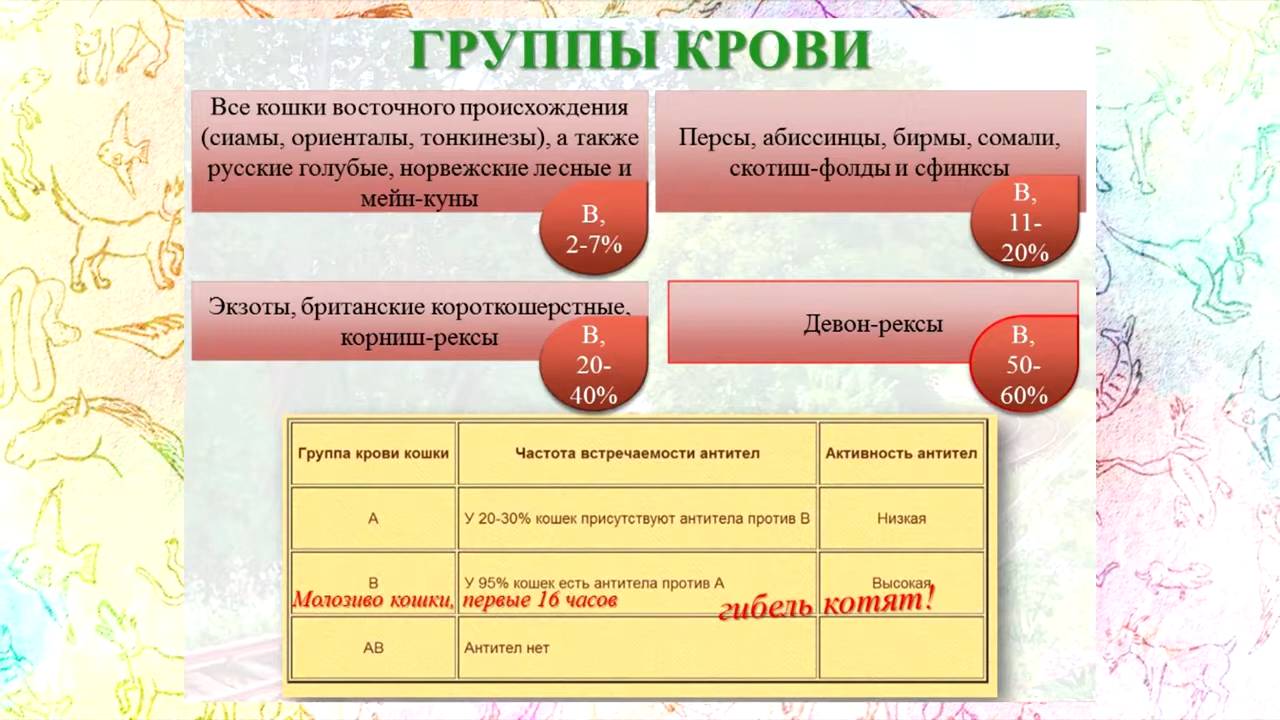 ГРУППЫ КРОВИ
Все кошки восточного происхождения
(сиамы, ориенталы, тонкинезы), а также
русские голубые, норвежские лесные и
мейн-куны
В,
2-7%
Персы, абиссинцы, бирмы, сомали,
скотиш-фолды и сфинксы
В,
11-
20%
Экзоты, британские короткошерстные,
корниш-рексы
В,
20-
40%
Девон-рексы
В,
50-
60%
Группа крови кошки Частота встречаемости антител Активность антител
А У 20-30% кошек присутствуют антитела против В Низкая
В У 95% кошек есть антитела против А Высокая
Молозиво кошки, первые 16 часов гибель котят!
АВ Антител нет